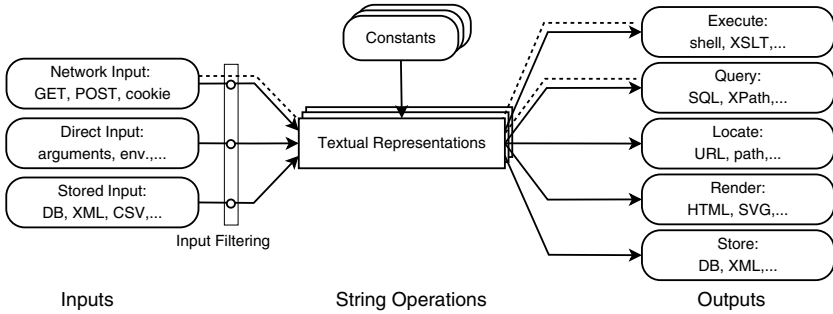 Constants
Network Input:
GET, POST, cookie
Direct Input:
arguments, env.,...
Stored Input:
DB, XML, CSV,...
Input Filtering
Textual Representations
Execute:
shell, XSLT,...
Query:
SQL, XPath,...
Locate:
URL, path,...
Render:
HTML, SVG,...
Store:
DB, XML,...
Inputs
String Operations
Outputs